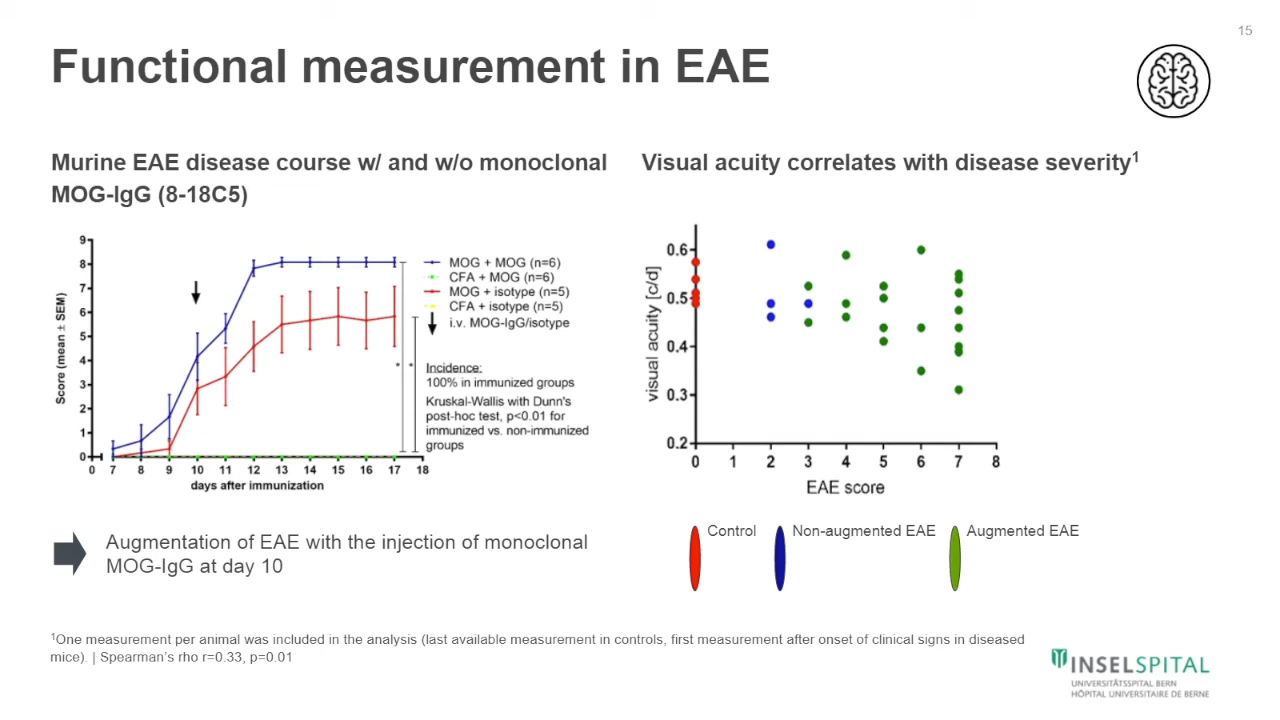 15
Functional measurement in EAE
Murine EAE disease course w/ and w/o monoclonal
MOG-IgG (8-18C5)
Score (mean ± SEM)
9
8
7
6
5
4
3
2
1
0
0 7 8 9 10 11 12 13 14 15 16 17 18
days after immunization
MOG + MOG (n=6)
CFA + MOG (n=6)
MOG + isotype (n=5)
CFA + isotype (n=5)
i.v. MOG-IgG/isotype
* *
Incidence:
100% in immunized groups
Kruskal-Wallis with Dunn's
post-hoc test, p<0.01 for
immunized vs. non-immunized
groups
Augmentation of EAE with the injection of monoclonal
MOG-IgG at day 10
Visual acuity correlates with disease severity1
visual acuity [c/d]
0.6
0.5
0.4
0.3
0.2
0 1 2 3 4 5 6 7 8
EAE score
Control
Non-augmented EAE
Augmented EAE
1One measurement per animal was included in the analysis (last available measurement in controls, first measurement after onset of clinical signs in diseased
mice). | Spearman's rho r=0.33, p=0.01
INSELSPITAL
UNIVERSITÄTSSPITAL BERN
HÔPITAL UNIVERSITAIRE DE BERNE